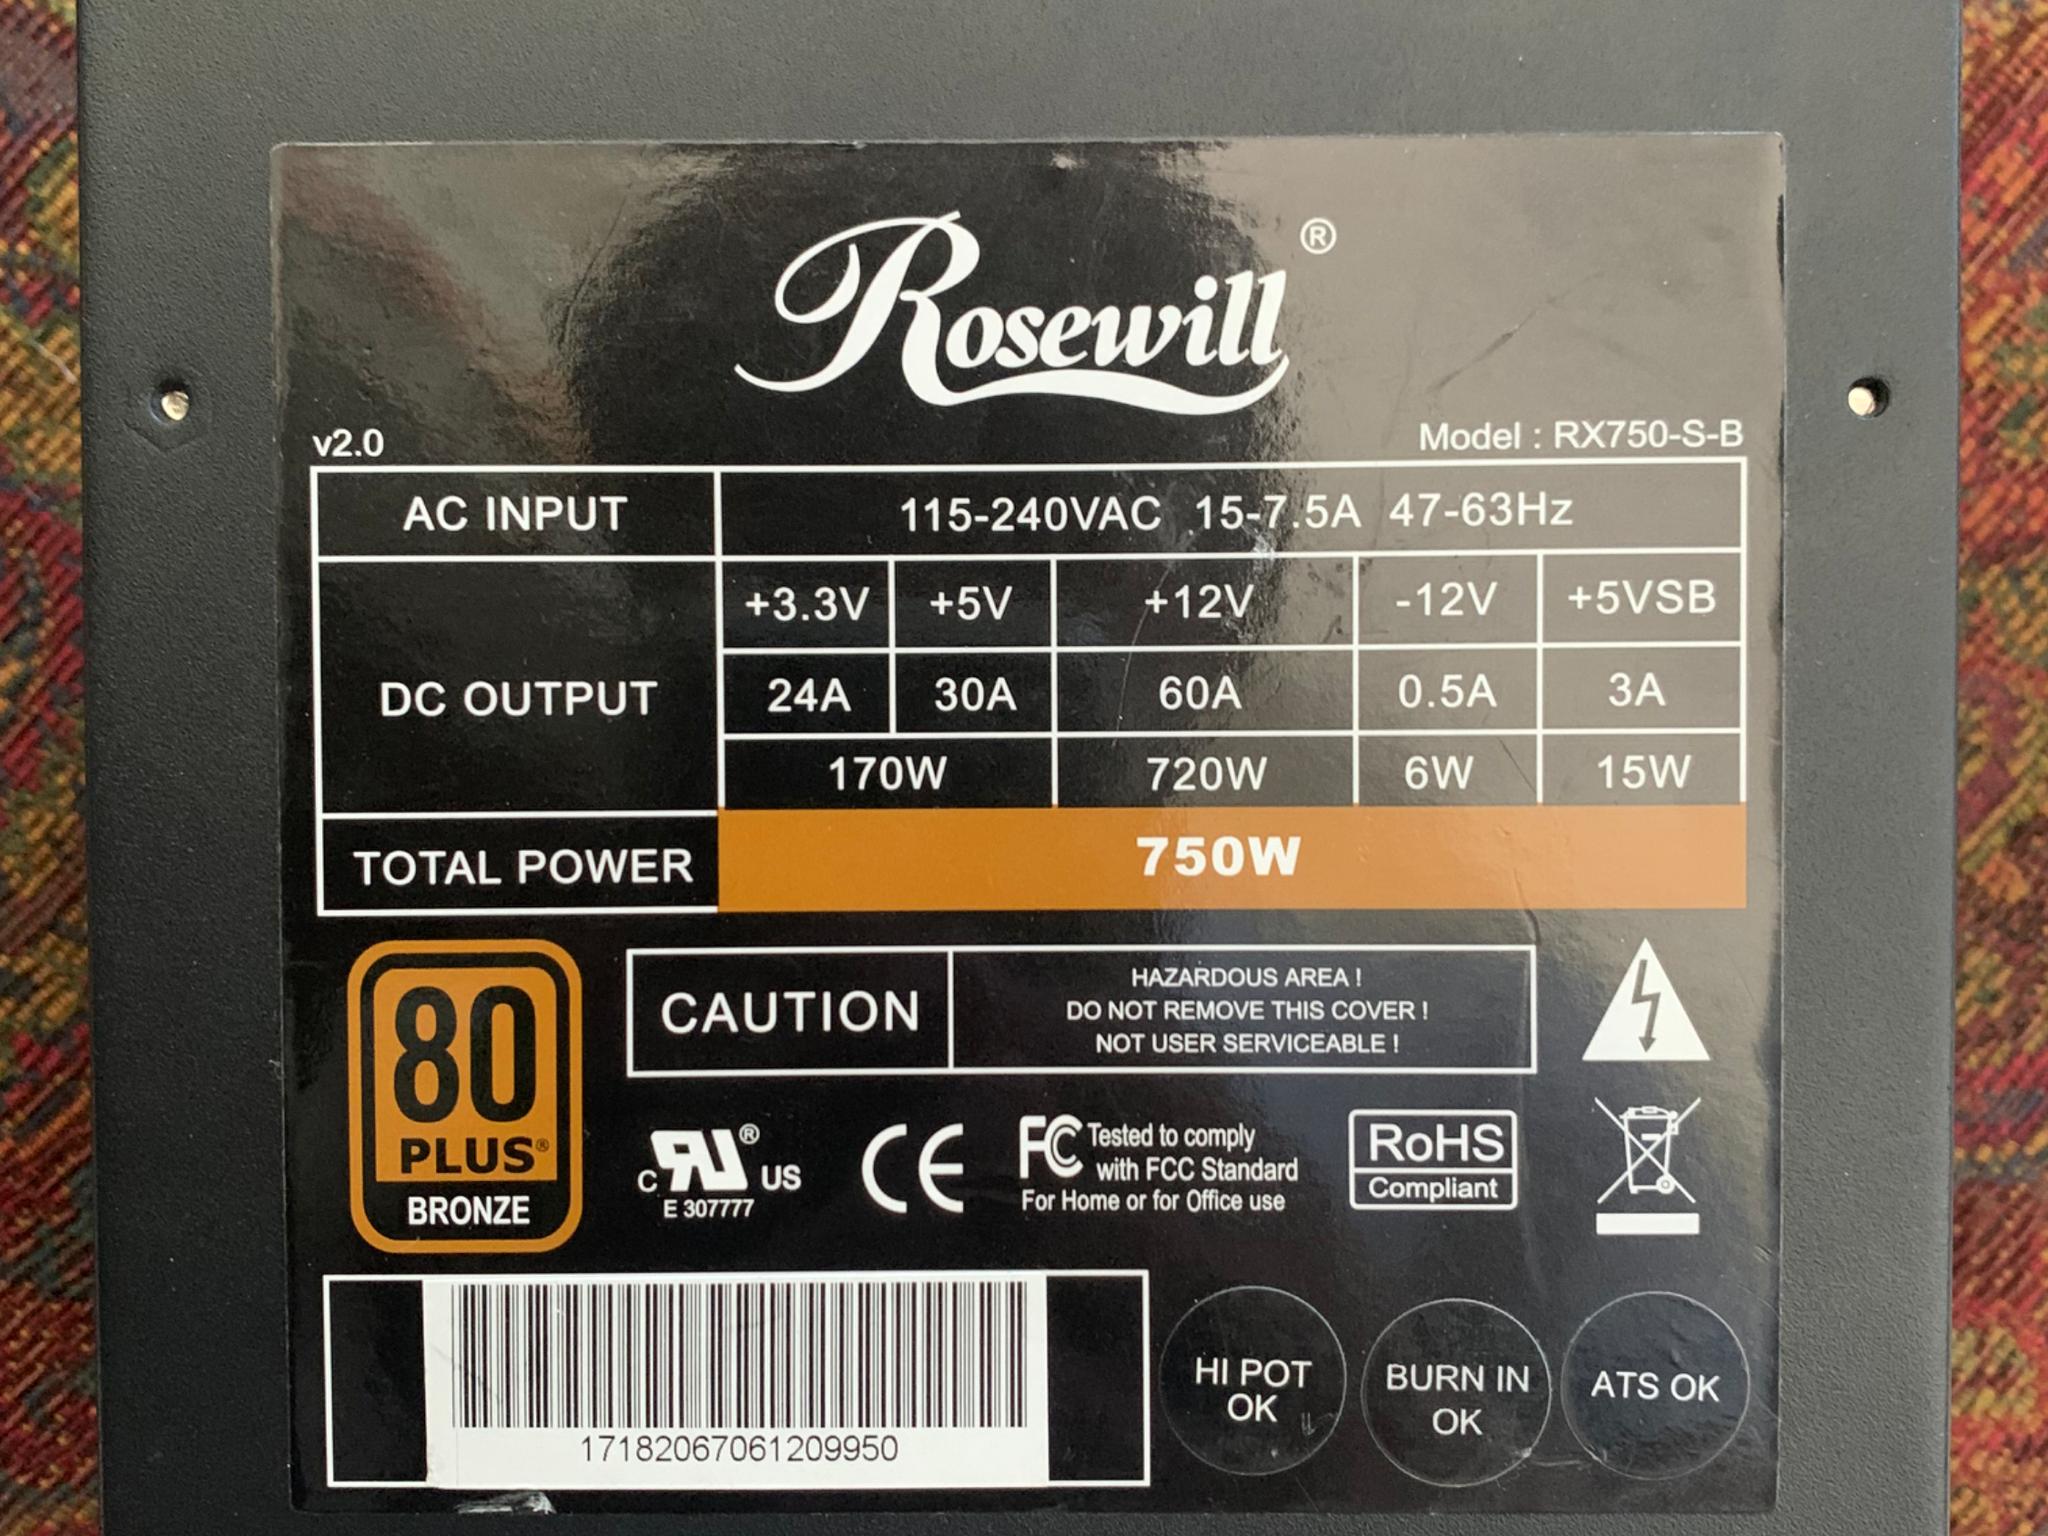 Rosewill®
v2.0
Model : RX750-S-B
AC INPUT 115-240VAC 15-7.5A 47-63Hz
DC OUTPUT
+3.3V +5V +12V -12V +5VSB
24A 30A 60A 0.5A 3A
170W 720W 6W 15W
TOTAL POWER 750W
80
PLUS®
BRONZE
CAUTION
HAZARDOUS AREA !
DO NOT REMOVE THIS COVER !
NOT USER SERVICEABLE !
C RU® US
E 307777
CE
FC Tested to comply
with FCC Standard
For Home or for Office use
RoHS
Compliant
17182067061209950
HI POT
OK
BURN IN
OK
ATS OK